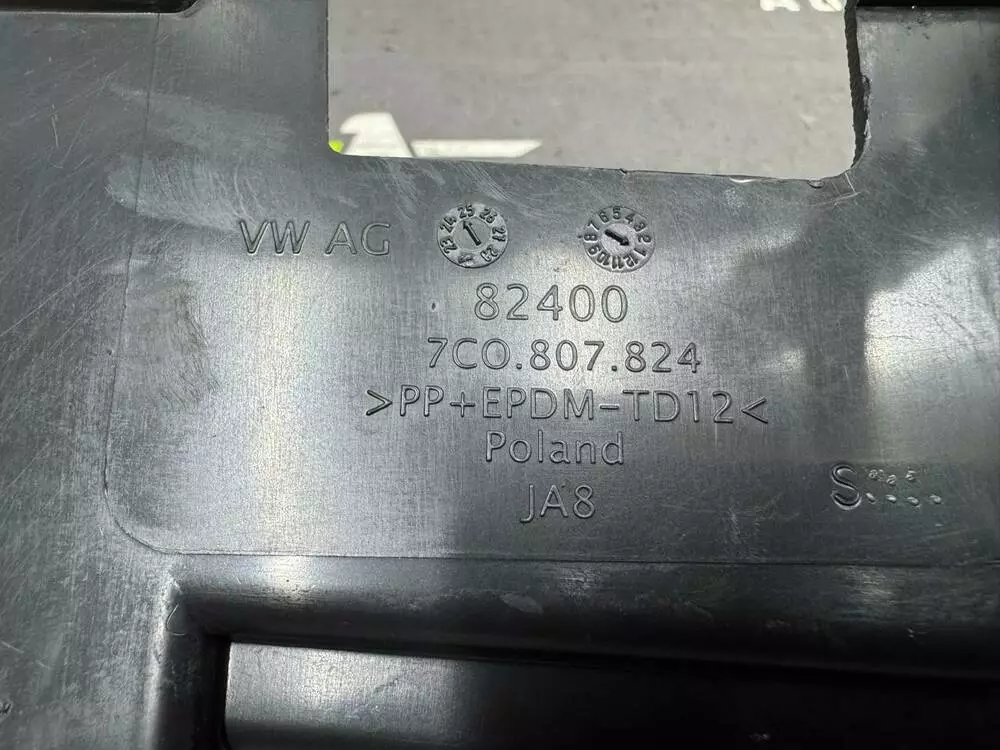 VW AG
82400
7C0.807.824
>PP+EPDM-TD12<
Poland
JA8
S